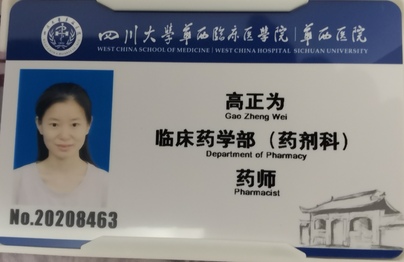 四川大学華西临床医学院|華西医院
WEST CHINA SCHOOL OF MEDICINE | WEST CHINA HOSPITAL SICHUAN UNIVERSITY
高正为
Gao Zheng Wei
临床药学部（药剂科）
Department of Pharmacy
药师
Pharmacist
No.20208463